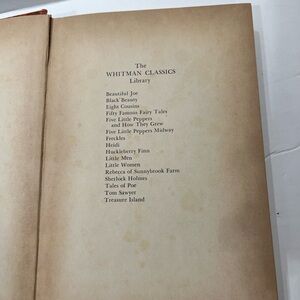 The
WHITMAN CLASSICS
Library
Beautiful Joe
Black Beauty
Eight Cousins
Fifty Famous Fairy Tales
Five Little Peppers
and How They Grew
Five Little Peppers Midway
Freckles
Heidi
Huckleberry Finn
Little Men
Little Women
Rebecca of Sunnybrook Farm
Sherlock Holmes
Tales of Poe
Tom Sawyer
Treasure Island